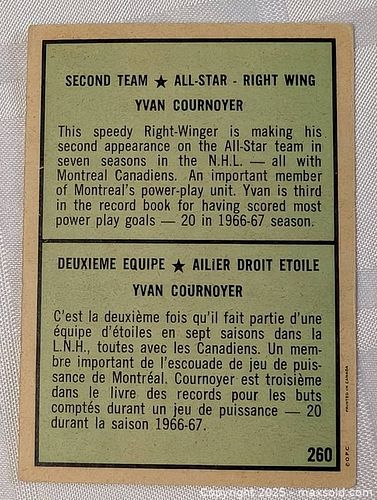 SECOND TEAM ★ ALL-STAR - RIGHT WING
YVAN COURNOYER
This speedy Right-Winger is making his
second appearance on the All-Star team in
seven seasons in the N.H.L. — all with
Montreal Canadiens. An important member
of Montreal's power-play unit. Yvan is third
in the record book for having scored most
power play goals — 20 in 1966-67 season.
DEUXIEME EQUIPE ★ AILIER DROIT ETOILE
YVAN COURNOYER
C'est la deuxième fois qu'il fait partie d'une
équipe d'étoiles en sept saisons dans la
L.N.H., toutes avec les Canadiens. Un mem-
bre important de l'escouade de jeu de puis-
sance de Montréal. Cournoyer est troisième
dans le livre des records pour les buts
comptés durant un jeu de puissance — 20
durant la saison 1966-67.
260
© O.P.C. PRINTED IN CANADA
Copyright 2025 - maxsold.com